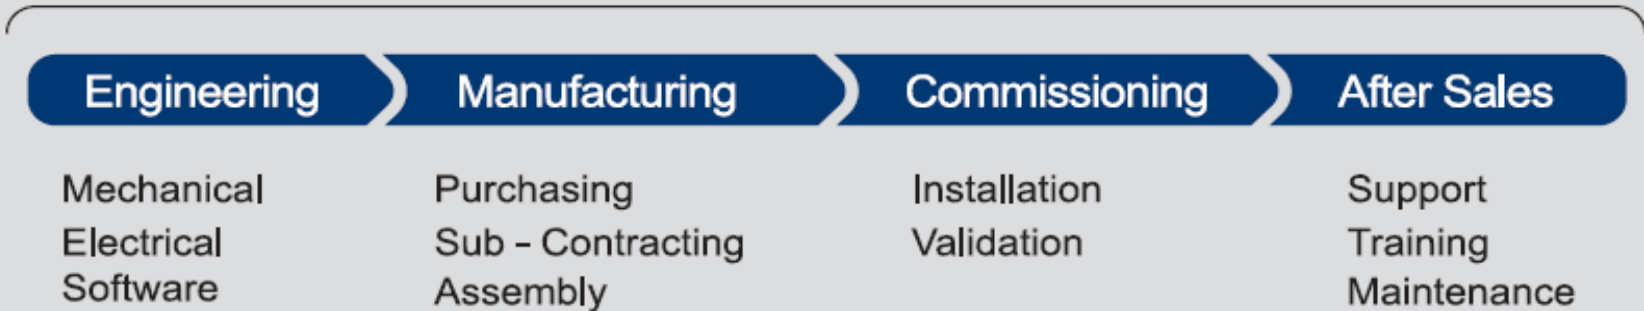 Engineering Manufacturing Commissioning After Sales
Mechanical Purchasing Installation Support
Electrical Sub - Contracting Validation Training
Software Assembly Maintenance